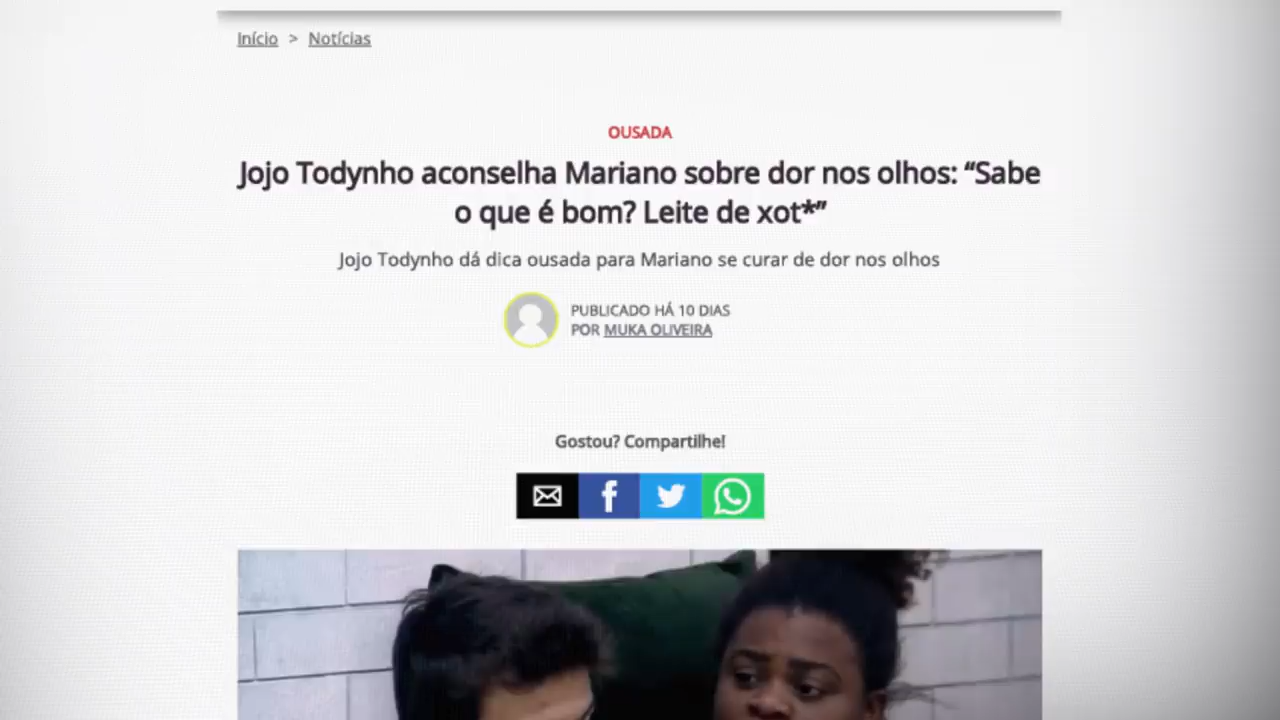 Início > Notícias
OUSADA
Jojo Todynho aconselha Mariano sobre dor nos olhos: “Sabe
o que é bom? Leite de xot*”
Jojo Todynho dá dica ousada para Mariano se curar de dor nos olhos
PUBLICADO HÁ 10 DIAS
POR MUKA OLIVEIRA
Gostou? Compartilhe!